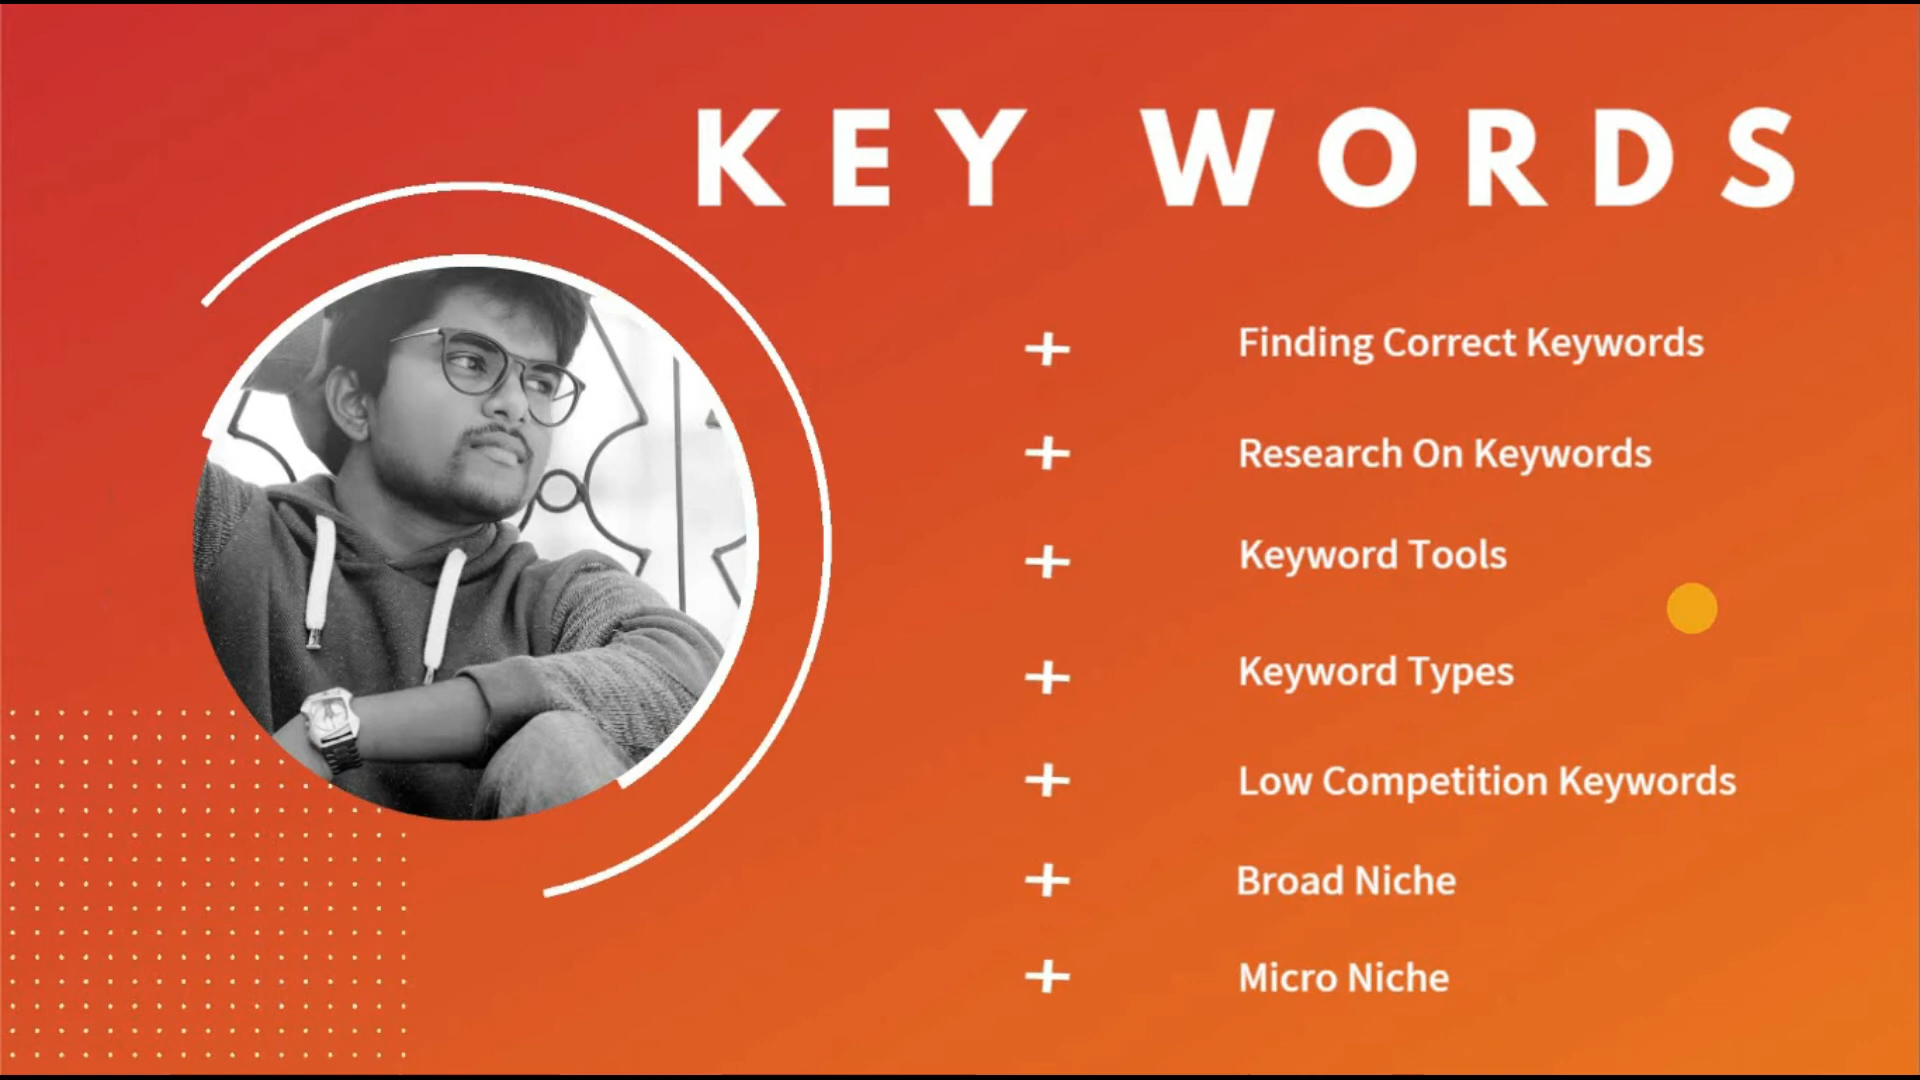 KEY WORDS
+ Finding Correct Keywords
+ Research On Keywords
+ Keyword Tools
+ Keyword Types
+ Low Competition Keywords
+ Broad Niche
+ Micro Niche